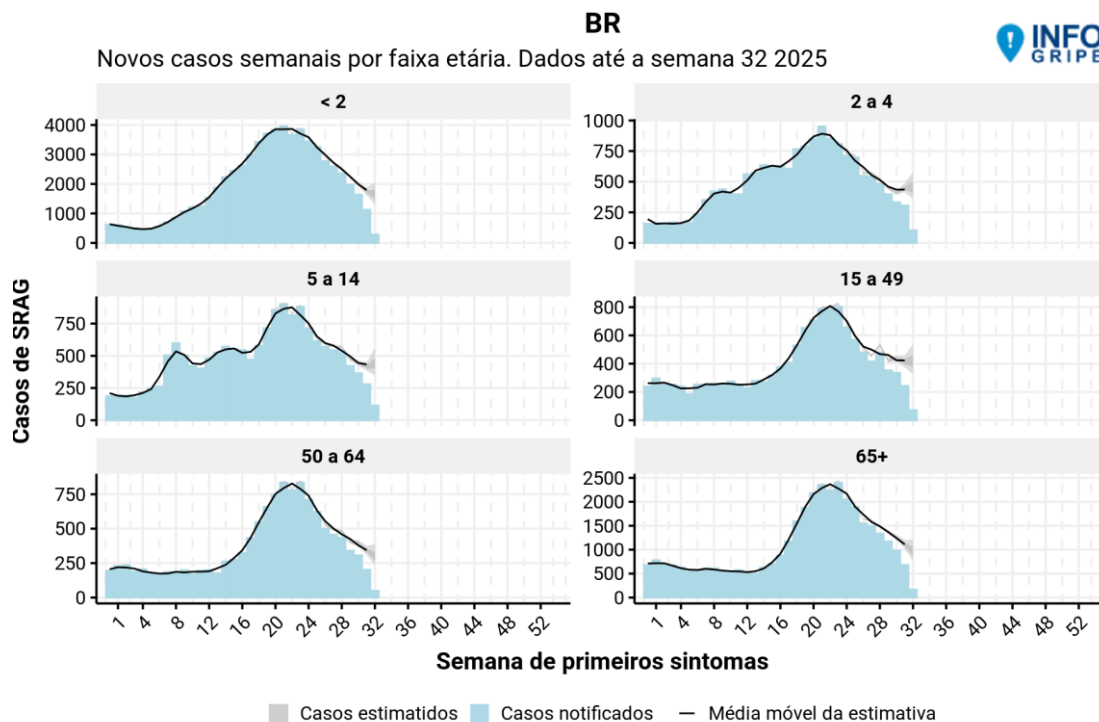 BR
INFO
GRIPE
Novos casos semanais por faixa etária. Dados até a semana 32 2025
< 2
2 a 4
4000
3000
2000
1000
0
1000
750
500
250
0
5 a 14
15 a 49
750
500
250
0
800
600
400
200
0
50 a 64
65+
750
500
250
0
2500
2000
1500
1000
500
0
Casos de SRAG
1 4 8 12 16 20 24 28 32 36 40 44 48 52
1 4 8 12 16 20 24 28 32 36 40 44 48 52
Semana de primeiros sintomas
Casos estimatidos Casos notificados Média móvel da estimativa